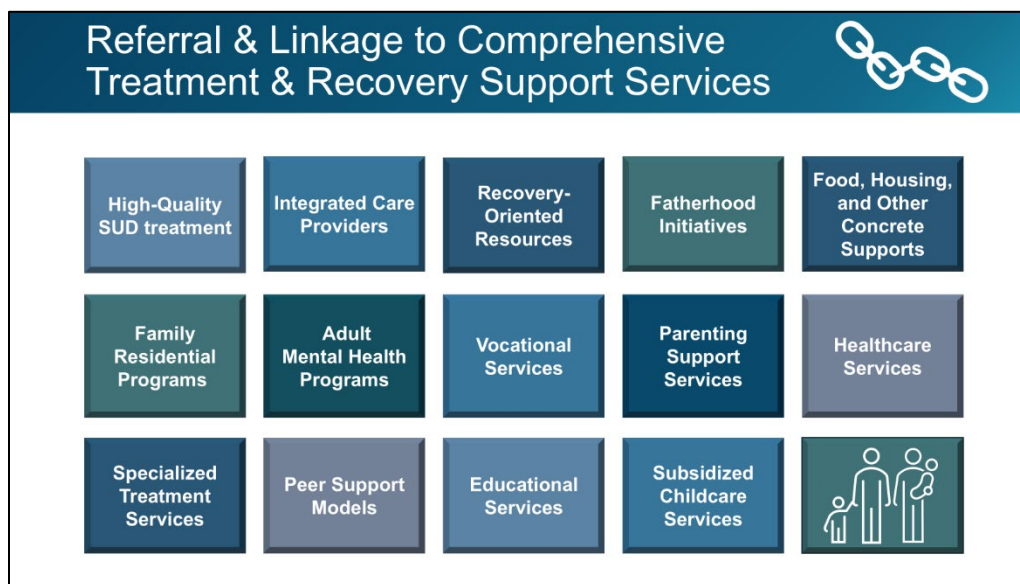 Referral & Linkage to Comprehensive
Treatment & Recovery Support Services
High-Quality
SUD treatment
Integrated Care
Providers
Recovery-
Oriented
Resources
Fatherhood
Initiatives
Food, Housing,
and Other
Concrete
Supports
Family
Residential
Programs
Adult
Mental Health
Programs
Vocational
Services
Parenting
Support
Services
Healthcare
Services
Specialized
Treatment
Services
Peer Support
Models
Educational
Services
Subsidized
Childcare
Services